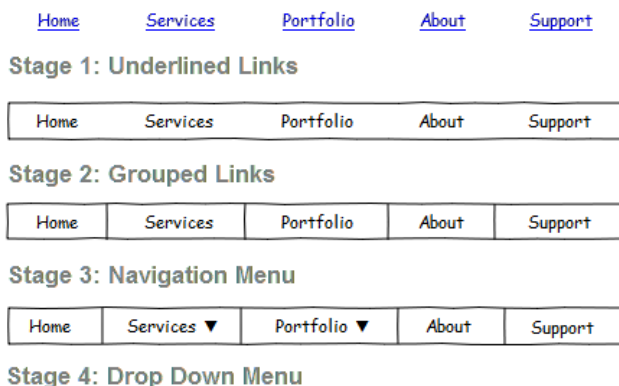 Home Services Portfolio About Support
Stage 1: Underlined Links
Home Services Portfolio About Support
Stage 2: Grouped Links
Home Services Portfolio About Support
Stage 3: Navigation Menu
Home Services ▼ Portfolio ▼ About Support
Stage 4: Drop Down Menu